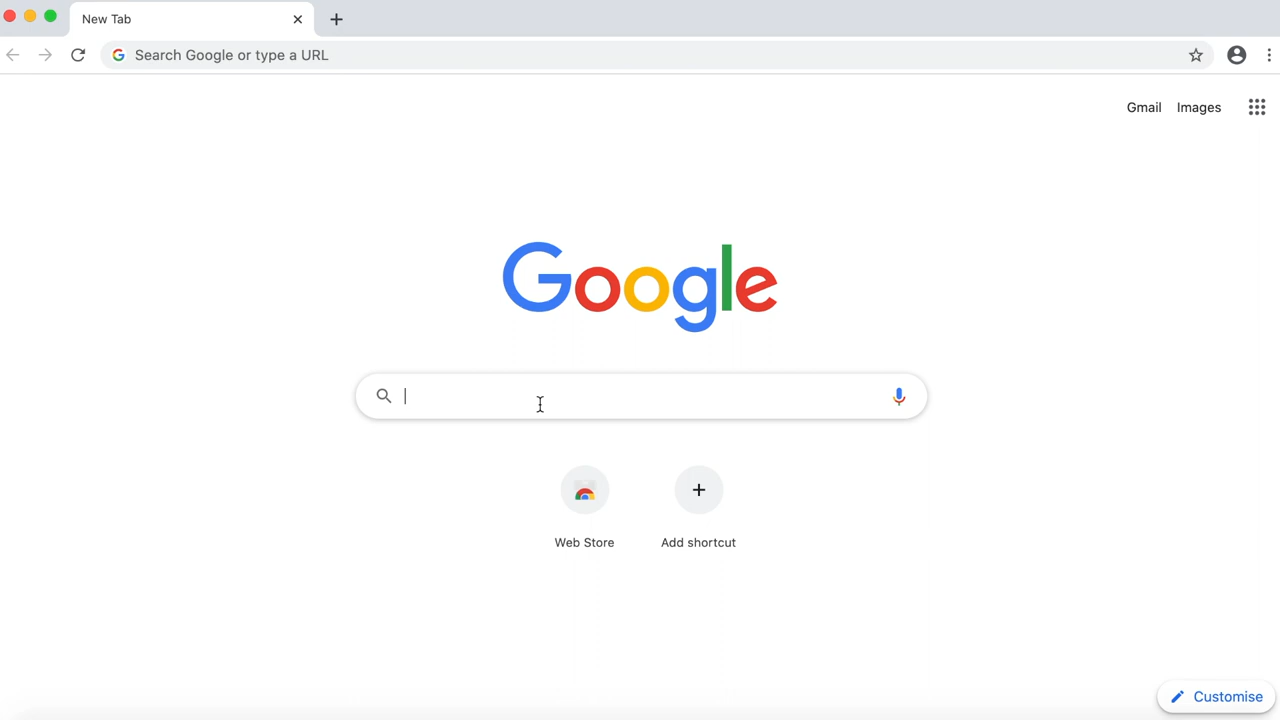 New Tab
Search Google or type a URL
Gmail Images
Google
Web Store Add shortcut
Customise